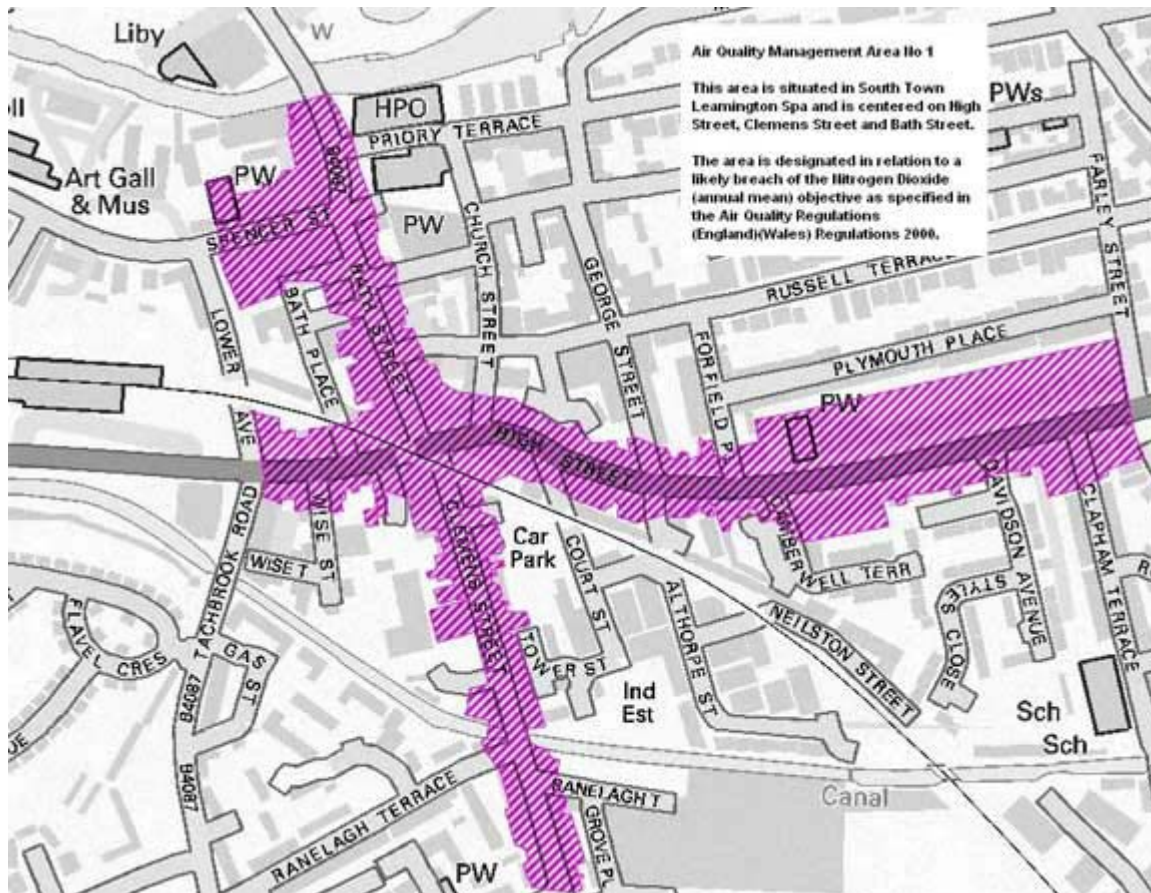 Liby
W
Air Quality Management Area No 1
This area is situated in South Town
Leamington Spa and is centered on High
Street, Clemens Street and Bath Street.
The area is designated in relation to a
likely breach of the Nitrogen Dioxide
(annual mean) objective as specified in
the Air Quality Regulations
(England)(Wales) Regulations 2000.
HPO
PWs
PRIORY TERRACE
Art Gall
& Mus
PW
B4087
PW
SPENCER ST
CHURCH STREET
FARLEY STREET
GEORGE STREET
RUSSELL TERRACE
BATH STREET
BATH PLACE
LOWER AVE
FORFIELD P
PLYMOUTH PLACE
PW
HIGH STREET
WISE ST
WISE T
TACHBROOK ROAD
CLEMENS STREET
Car
Park
COURT ST
CAMBERWELL TERR
DAVIDSON AVENUE
CLAPHAM TERRACE
R
STYLES CLOSE
ALTHORPE ST
NEILSTON STREET
FLAVEL CRES
GAS ST
TOWER ST
B4087
Ind
Est
Sch
Sch
B4087
RANELAGH T
Canal
RANELAGH TERRACE
GROVE PL
PW